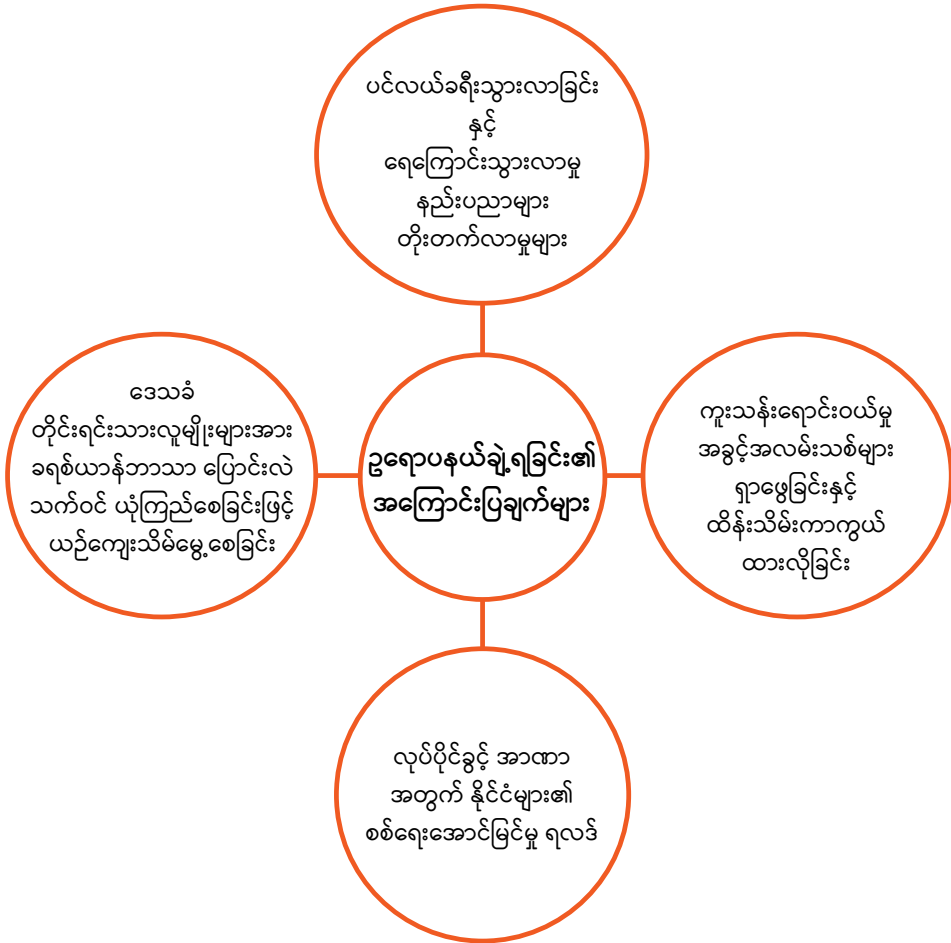 ပင်လယ်ခရီးသွားလာခြင်း
နှင့်
ရေကြောင်းသွားလာမှု
နည်းပညာများ
တိုးတက်လာမှုများ
ဒေသခံ
တိုင်းရင်းသားလူမျိုးများအား
ခရစ်ယာန်ဘာသာ ပြောင်းလဲ
သက်ဝင် ယုံကြည်စေခြင်းဖြင့်
ယဉ်ကျေးသိမ်မွေ့စေခြင်း
ဥရောပနယ်ချဲ့ရခြင်း၏
အကြောင်းပြချက်များ
ကူးသန်းရောင်းဝယ်မှု
အခွင့်အလမ်းသစ်များ
ရှာဖွေခြင်းနှင့်
ထိန်းသိမ်းကာကွယ်
ထားလိုခြင်း
လုပ်ပိုင်ခွင့် အာဏာ
အတွက် နိုင်ငံများ၏
စစ်ရေးအောင်မြင်မှု ရလဒ်